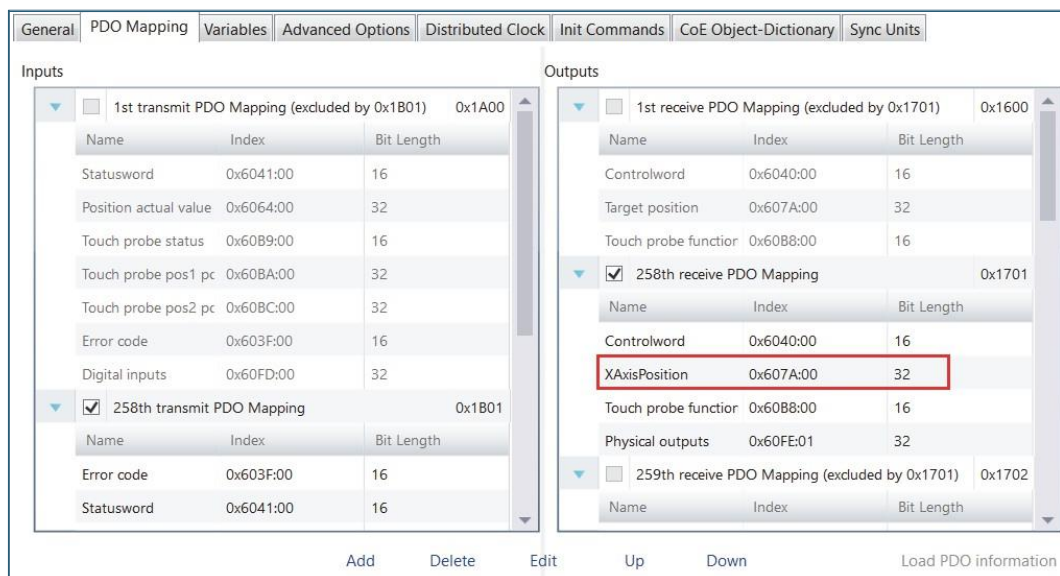 General PDO Mapping Variables Advanced Options Distributed Clock Init Commands CoE Object-Dictionary Sync Units
Inputs
1st transmit PDO Mapping (excluded by 0x1B01) 0x1A00
Name Index Bit Length
Statusword 0x6041:00 16
Position actual value 0x6064:00 32
Touch probe status 0x60B9:00 16
Touch probe pos1 pc 0x60BA:00 32
Touch probe pos2 pc 0x60BC:00 32
Error code 0x603F:00 16
Digital inputs 0x60FD:00 32
258th transmit PDO Mapping 0x1B01
Name Index Bit Length
Error code 0x603F:00 16
Statusword 0x6041:00 16
Outputs
1st receive PDO Mapping (excluded by 0x1701) 0x1600
Name Index Bit Length
Controlword 0x6040:00 16
Target position 0x607A:00 32
Touch probe function 0x60B8:00 16
258th receive PDO Mapping 0x1701
Name Index Bit Length
Controlword 0x6040:00 16
XAxisPosition 0x607A:00 32
Touch probe function 0x60B8:00 16
Physical outputs 0x60FE:01 32
259th receive PDO Mapping (excluded by 0x1701) 0x1702
Name Index Bit Length
Add Delete Edit Up Down Load PDO information